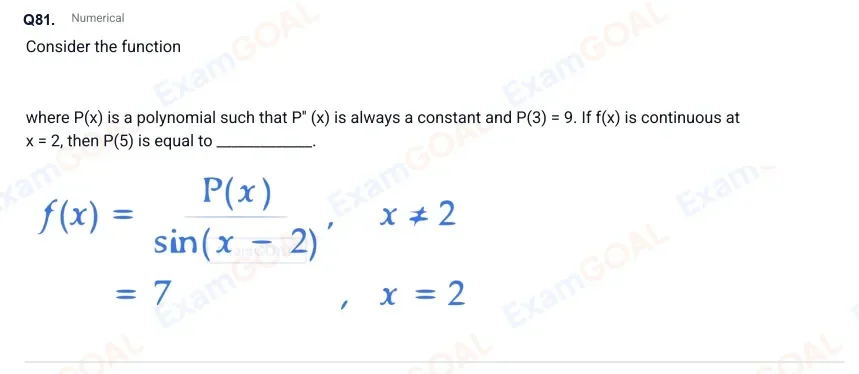 Q81. Numerical
Consider the function
where P(x) is a polynomial such that P" (x) is always a constant and P(3) = 9. If f(x) is continuous at
x = 2, then P(5) is equal to ____________.
f(x) = P(x) / sin(x − 2) , x ≠ 2
= 7 , x = 2
ExamGOAL